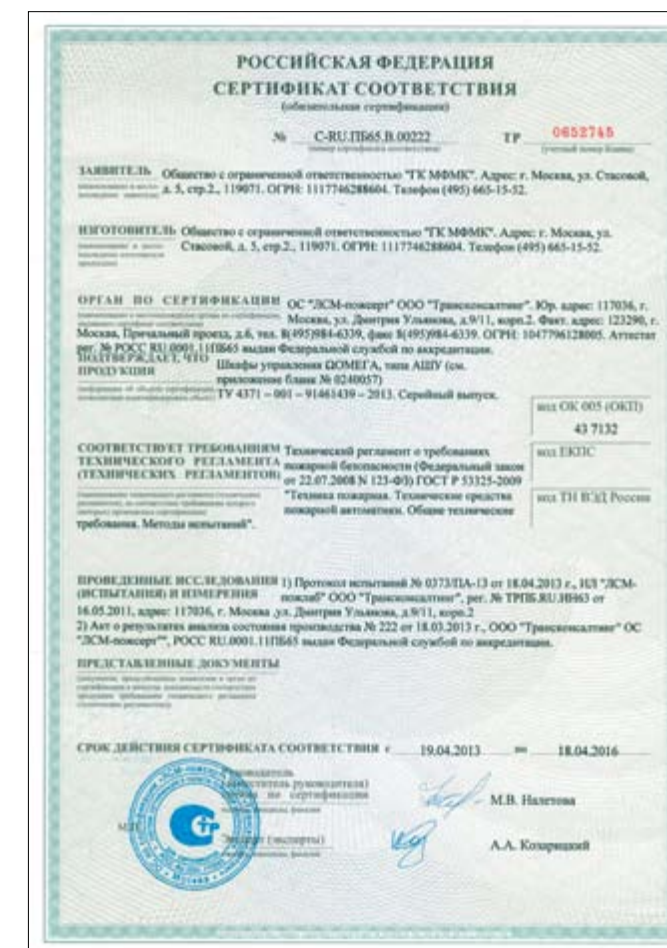 РОССИЙСКАЯ ФЕДЕРАЦИЯ
СЕРТИФИКАТ СООТВЕТСТВИЯ
(обязательная сертификация)
№ С-RU.ПБ65.В.00222 ТР 0652745
(номер сертификата соответствия) (учетный номер бланка)
ЗАЯВИТЕЛЬ Общество с ограниченной ответственностью "ГК МФМК". Адрес: г. Москва, ул. Стасовой,
д. 5, стр.2., 119071. ОГРН: 1117746288604. Телефон (495) 665-15-52.
ИЗГОТОВИТЕЛЬ Общество с ограниченной ответственностью "ГК МФМК". Адрес: г. Москва, ул.
Стасовой, д. 5, стр.2., 119071. ОГРН: 1117746288604. Телефон (495) 665-15-52.
ОРГАН ПО СЕРТИФИКАЦИИ ОС "ЛСМ-пожсерт" ООО "Трансконсалтинг". Юр. адрес: 117036, г.
Москва, ул. Дмитрия Ульянова, д.9/11, корп.2. Факт. адрес: 123290, г.
Москва, Причальный проезд, д.6, тел. 8(495)984-6339, факс 8(495)984-6339. ОГРН: 1047796128005. Аттестат
рег. № РОСС RU.0001.11ПБ65 выдан Федеральной службой по аккредитации.
ПОДТВЕРЖДАЕТ, ЧТО
ПРОДУКЦИЯ
Шкафы управления ΩОМЕГА, типа АШУ (см.
приложение бланк № 0240057)
ТУ 4371 – 001 – 91461439 – 2013. Серийный выпуск.
код ОК 005 (ОКП)
43 7132
СООТВЕТСТВУЕТ ТРЕБОВАНИЯМ
ТЕХНИЧЕСКОГО РЕГЛАМЕНТА
(ТЕХНИЧЕСКИХ РЕГЛАМЕНТОВ)
Технический регламент о требованиях
пожарной безопасности (Федеральный закон
от 22.07.2008 N 123-ФЗ) ГОСТ Р 53325-2009
"Техника пожарная. Технические средства
пожарной автоматики. Общие технические
требования. Методы испытаний".
код ЕКПС
код ТН ВЭД России
ПРОВЕДЕННЫЕ ИССЛЕДОВАНИЯ
(ИСПЫТАНИЯ) И ИЗМЕРЕНИЯ
1) Протокол испытаний № 0373/ПА-13 от 18.04.2013 г., ИЛ "ЛСМ-
пожлаб" ООО "Трансконсалтинг", рег. № ТРПБ.RU.ИН63 от
16.05.2011, адрес: 117036, г. Москва ,ул. Дмитрия Ульянова, д.9/11, корп.2
2) Акт о результатах анализа состояния производства № 222 от 18.03.2013 г., ООО "Трансконсалтинг" ОС
"ЛСМ-пожсерт"", РОСС RU.0001.11ПБ65 выдан Федеральной службой по аккредитации.
ПРЕДСТАВЛЕННЫЕ ДОКУМЕНТЫ
СРОК ДЕЙСТВИЯ СЕРТИФИКАТА СООТВЕТСТВИЯ с 19.04.2013 по 18.04.2016
Руководитель
(заместитель руководителя)
органа по сертификации
М.В. Налетова
М.П.
Эксперт (эксперты)
А.А. Козарицкий